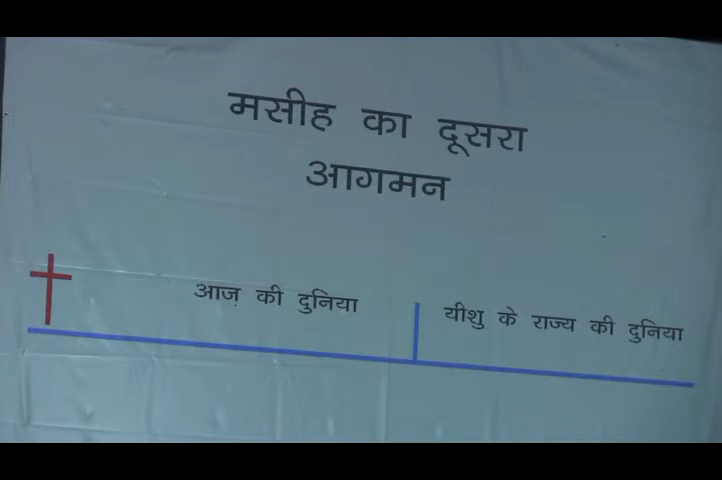 मसीह का दूसरा
आगमन
आज़ की दुनिया
यीशु के राज्य की दुनिया